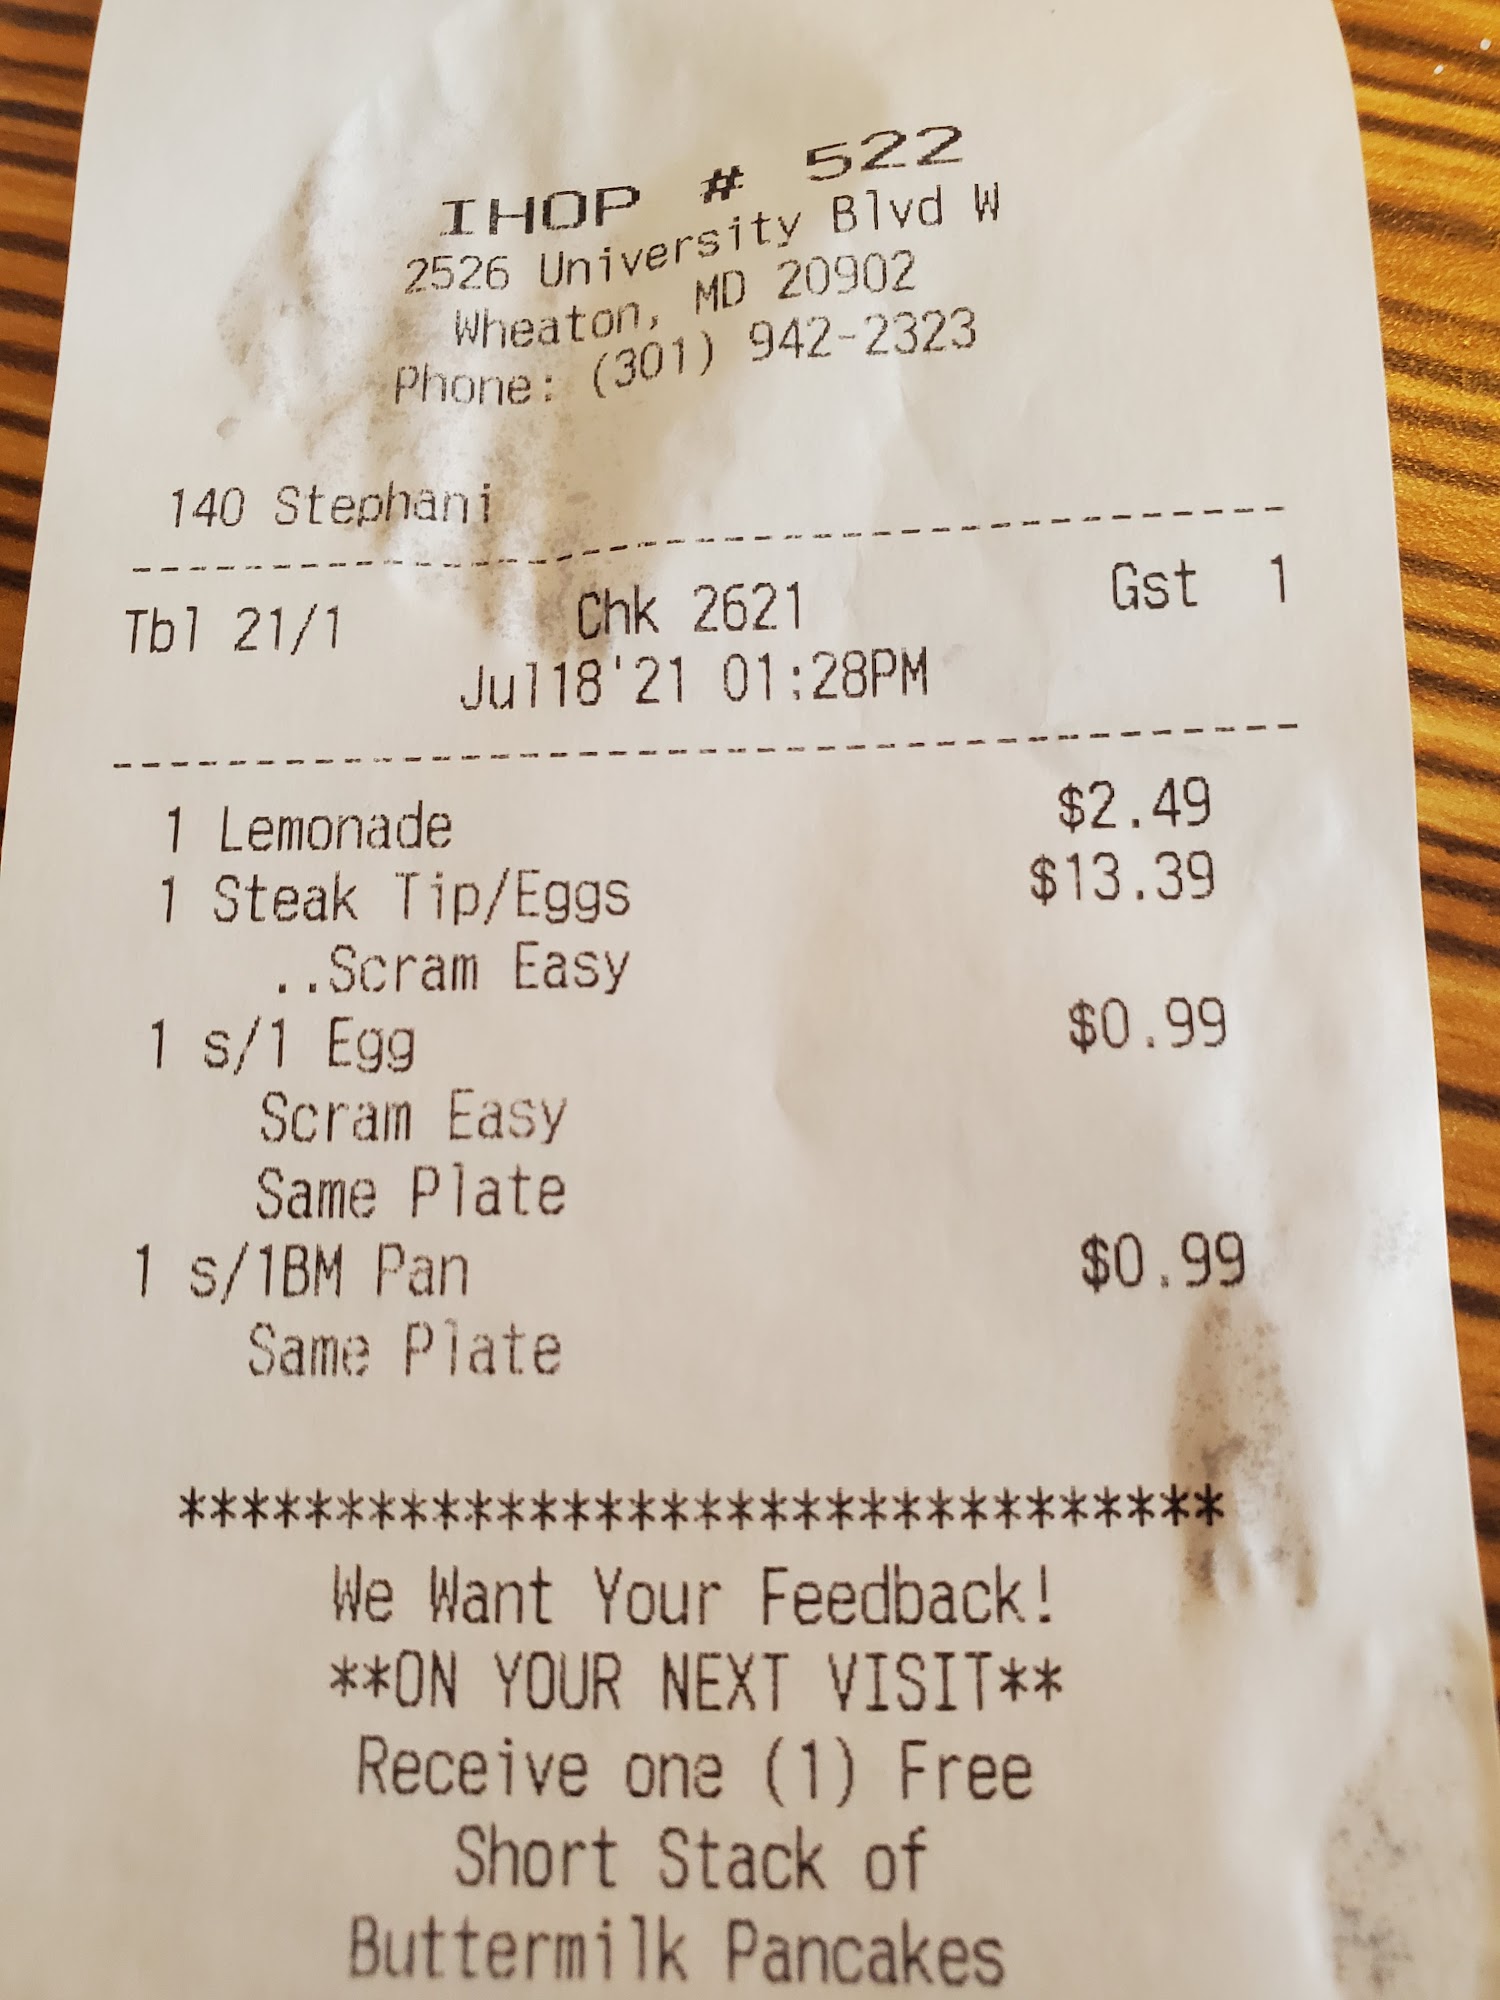 IHOP # 522
2526 University Blvd W
Wheaton, MD 20902
Phone: (301) 942-2323
140 Stephani
--------------------------------
Tbl 21/1 Chk 2621 Gst 1
Jul18'21 01:28PM
--------------------------------
1 Lemonade $2.49
1 Steak Tip/Eggs $13.39
..Scram Easy
1 s/1 Egg $0.99
Scram Easy
Same Plate
1 s/1BM Pan $0.99
Same Plate
********************************
We Want Your Feedback!
**ON YOUR NEXT VISIT**
Receive one (1) Free
Short Stack of
Buttermilk Pancakes